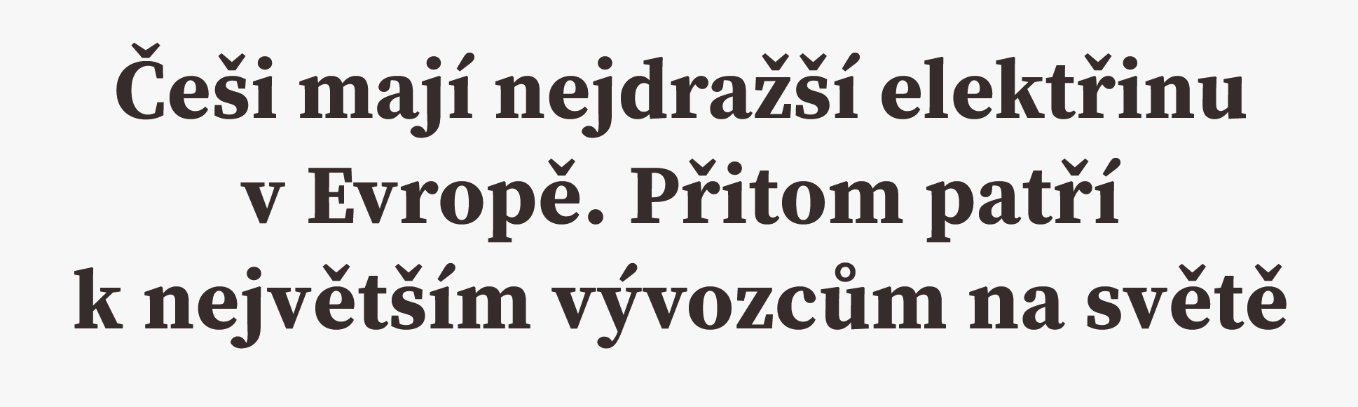 Češi mají nejdražší elektřinu
v Evropě. Přitom patří
k největším vývozcům na světě